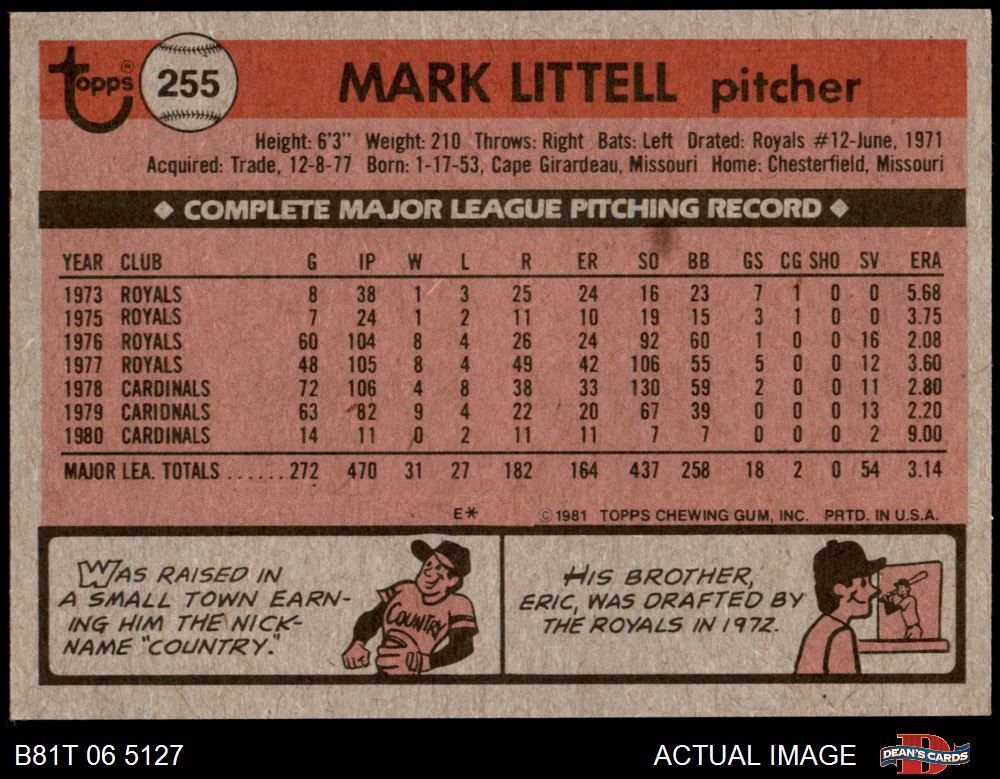 Topps® 255 MARK LITTELL pitcher
Height: 6'3" Weight: 210 Throws: Right Bats: Left Drated: Royals #12-June, 1971
Acquired: Trade, 12-8-77 Born: 1-17-53, Cape Girardeau, Missouri Home: Chesterfield, Missouri
◆ COMPLETE MAJOR LEAGUE PITCHING RECORD ◆
YEAR CLUB G IP W L R ER SO BB GS CG SHO SV ERA
1973 ROYALS 8 38 1 3 25 24 16 23 7 1 0 0 5.68
1975 ROYALS 7 24 1 2 11 10 19 15 3 1 0 0 3.75
1976 ROYALS 60 104 8 4 26 24 92 60 1 0 0 16 2.08
1977 ROYALS 48 105 8 4 49 42 106 55 5 0 0 12 3.60
1978 CARDINALS 72 106 4 8 38 33 130 59 2 0 0 11 2.80
1979 CARIDNALS 63 82 9 4 22 20 67 39 0 0 0 13 2.20
1980 CARDINALS 14 11 0 2 11 11 7 7 0 0 0 2 9.00
MAJOR LEA. TOTALS ...... 272 470 31 27 182 164 437 258 18 2 0 54 3.14
E* © 1981 TOPPS CHEWING GUM, INC. PRTD. IN U.S.A.
WAS RAISED IN
A SMALL TOWN EARN-
ING HIM THE NICK-
NAME "COUNTRY."
COUNTRY
HIS BROTHER,
ERIC, WAS DRAFTED BY
THE ROYALS IN 1972.
B81T 06 5127 ACTUAL IMAGE DEAN'S CARDS